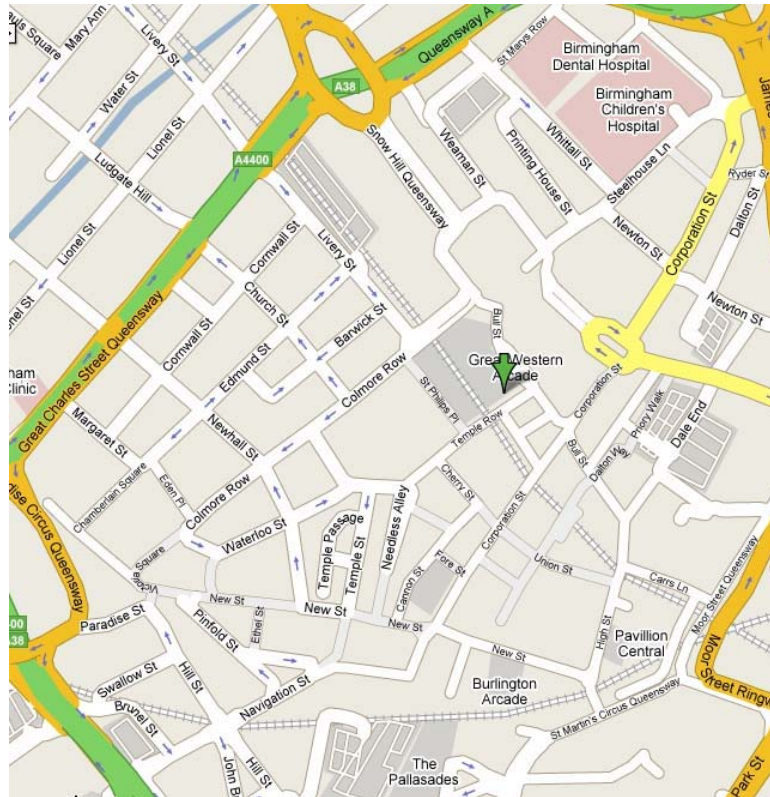 Mary Ann
Livery St
Queensway A
St Marys Row
Birmingham
Dental Hospital
Birmingham
Children's
Hospital
Water St
Lionel St
A38
A4400
Ludgate Hill
Snow Hill Queensway
Weaman St
Printing House St
Whittall St
Steelhouse Ln
Ryder St
Corporation St
Dalton St
Newton St
Newton St
Lionel St
Cornwall St
Livery St
Church St
Barwick St
Bull St
Great Western
Arcade
Cornwall St
Edmund St
Colmore Row
St Philips Pl
Temple Row
Corporation St
Priory Walk
Dale End
Great Charles Street Queensway
Margaret St
Newhall St
Bull St
Dalton Way
Chamberlain Square
Eden Pl
Colmore Row
Cherry St
Corporation St
Waterloo St
Temple Passage
Temple St
Needless Alley
Square
Cannon St
Fore St
Union St
Carrs Ln
Moor Street Queensway
New St
New St
New St
New St
Paradise St
Pinfold St
Ethel St
High St
Pavillion
Central
Swallow St
Hill St
Navigation St
Burlington
Arcade
St Martin's Circus Queensway
Moor Street Ringw
Brunel St
Hill St
The
Pallasades
Park St